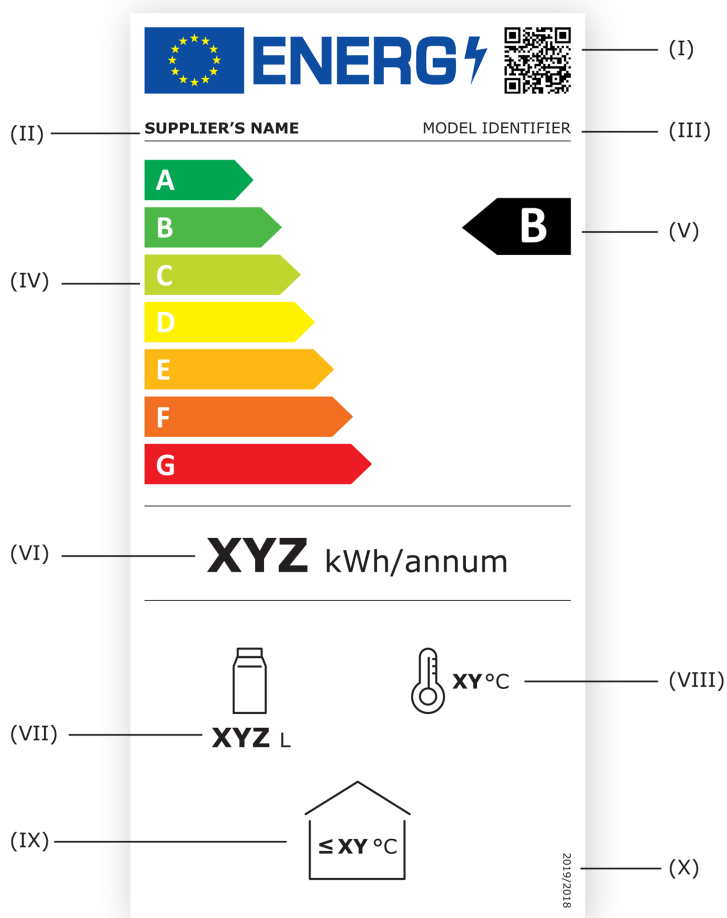 ENERG
(I)
(II)
SUPPLIER'S NAME
MODEL IDENTIFIER
(III)
A
B
B
(V)
(IV)
C
D
E
F
G
(VI)
XYZ kWh/annum
XY°C
(VIII)
(VII)
XYZ L
(IX)
≤ XY °C
2019/2018
(X)